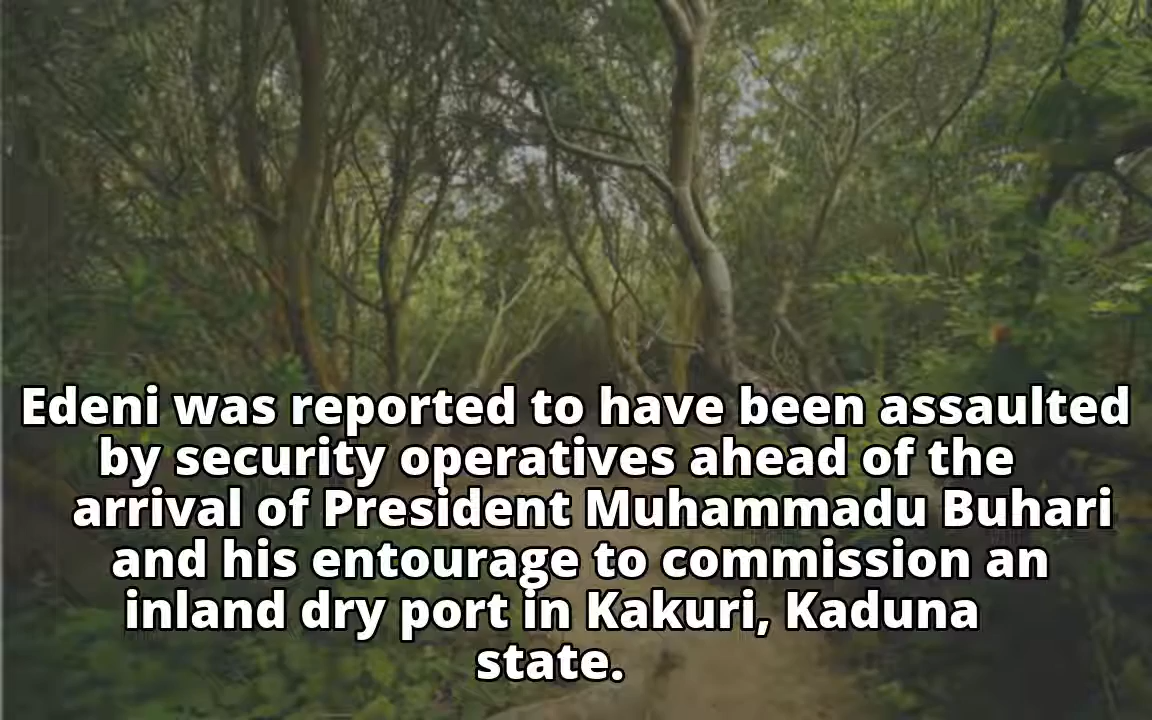 Edeni was reported to have been assaulted
by security operatives ahead of the
arrival of President Muhammadu Buhari
and his entourage to commission an
inland dry port in Kakuri, Kaduna
state.